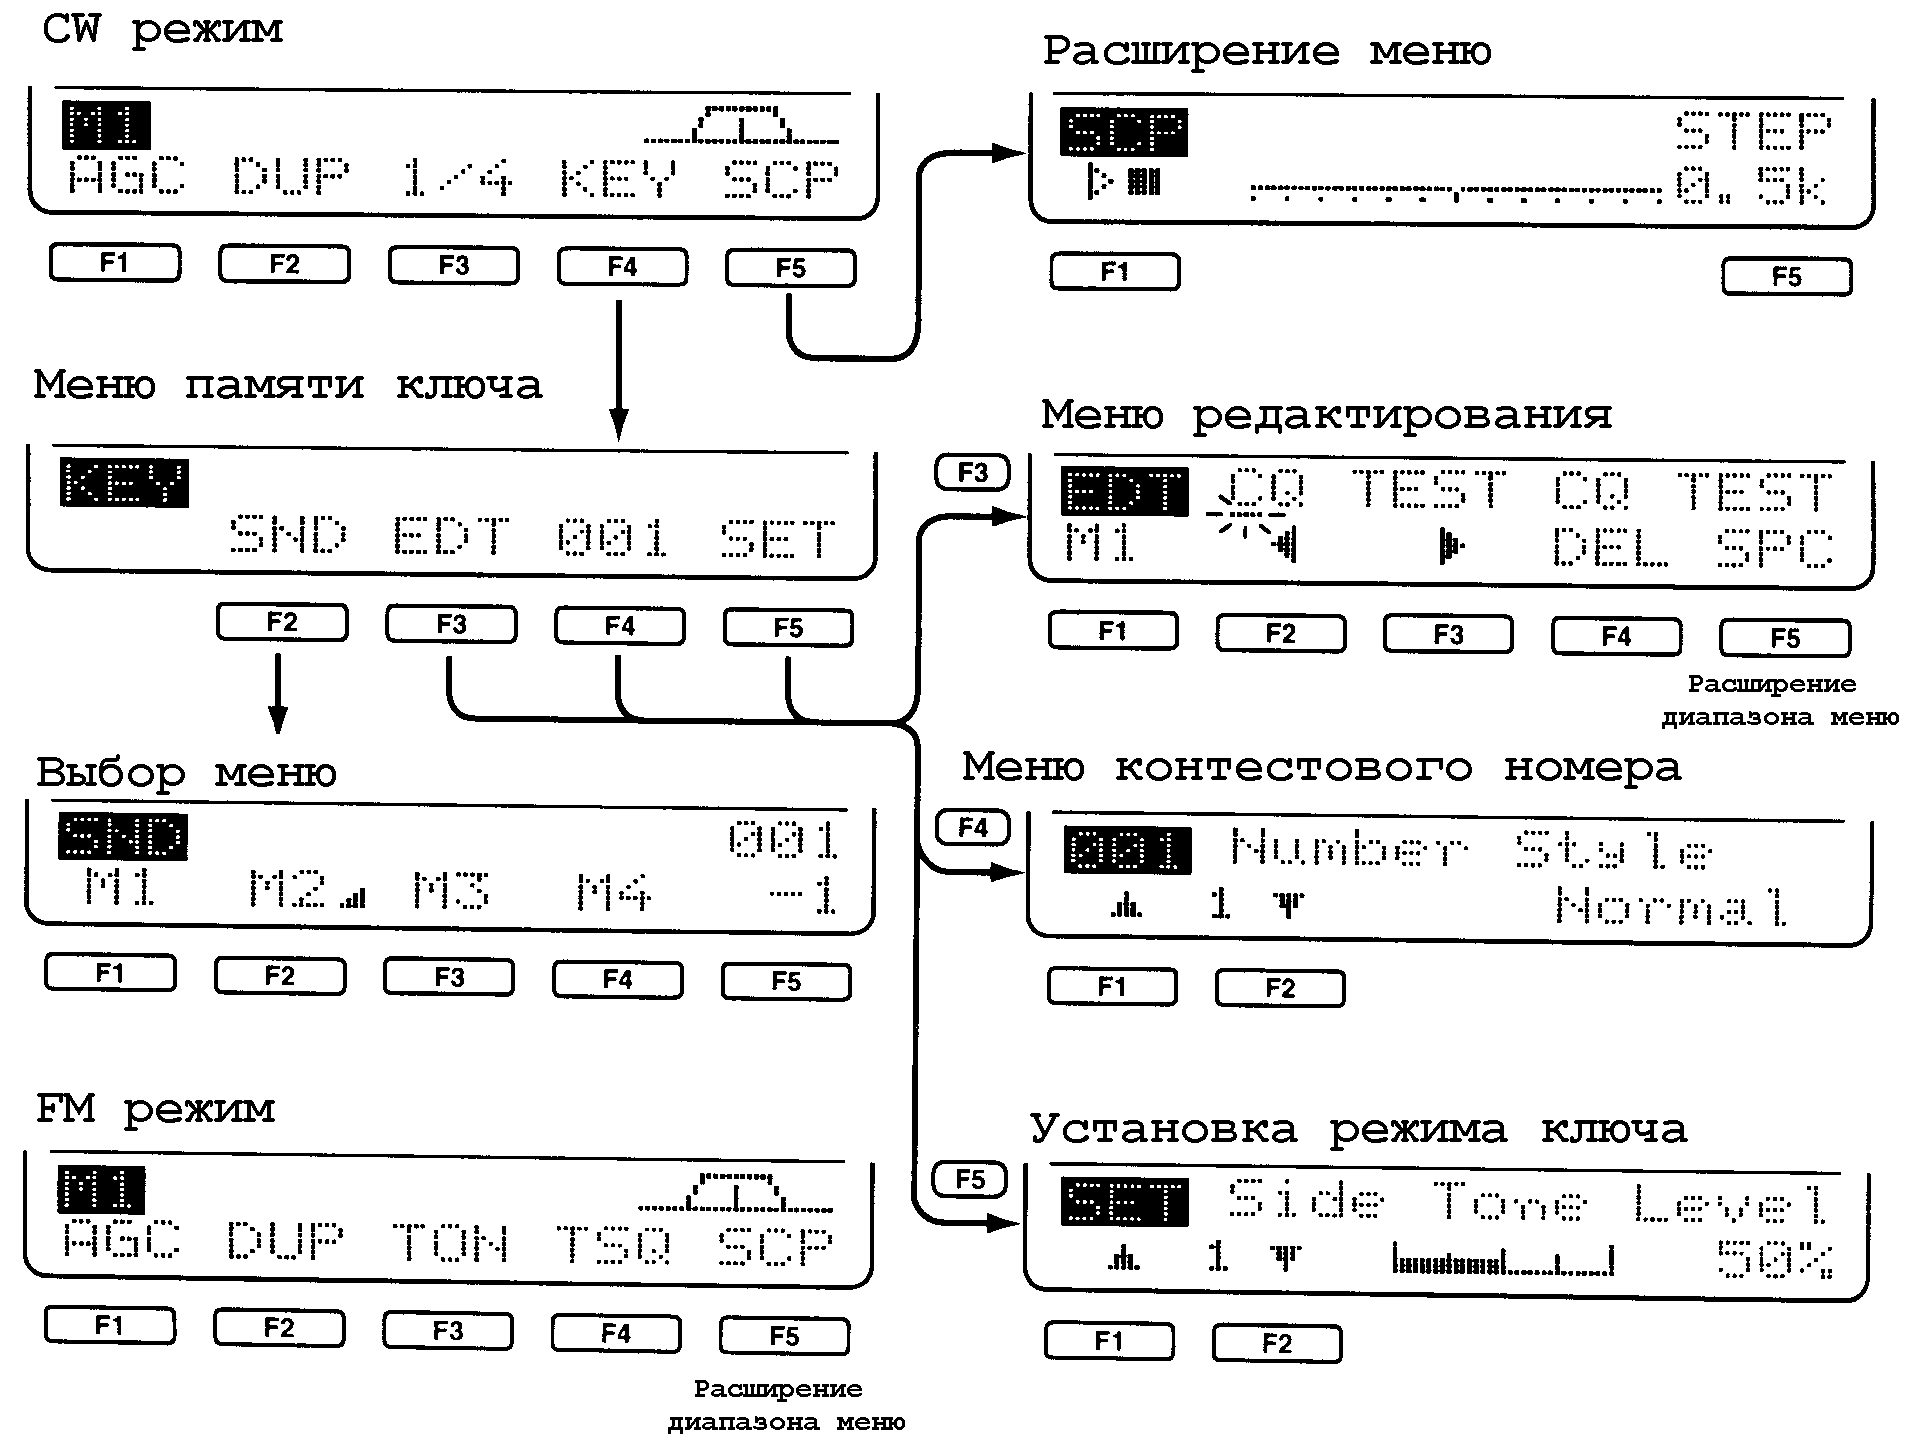 CW режим
M1
AGC DUP 1/4 KEY SCP
F1 F2 F3 F4 F5
Расширение меню
SCP STEP
0.5k
F1 F5
Меню памяти ключа
KEY
SND EDT 001 SET
F2 F3 F4 F5
F3
Меню редактирования
EDT CQ TEST CQ TEST
M1 DEL SPC
F1 F2 F3 F4 F5
Расширение
диапазона меню
Выбор меню
SND 001
M1 M2 M3 M4 -1
F1 F2 F3 F4 F5
Меню контестового номера
F4
001 Number Style
1 Normal
F1 F2
FM режим
M1
AGC DUP TON TSQ SCP
F1 F2 F3 F4 F5
Расширение
диапазона меню
Установка режима ключа
F5
SET Side Tone Level
1 50%
F1 F2